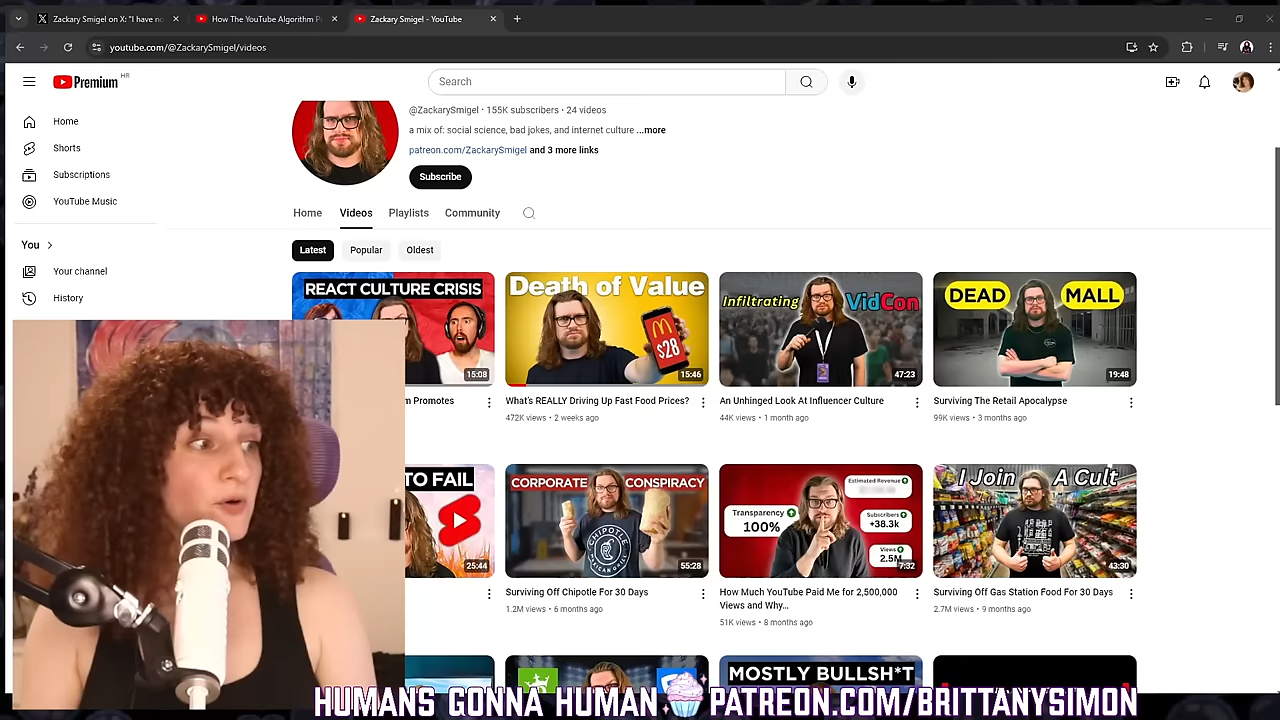 Zackary Smigel on X: "I have no
How The YouTube Algorithm P
Zackary Smigel - YouTube
youtube.com/@ZackarySmigel/videos
Premium HR
Search
@ZackarySmigel • 155K subscribers • 24 videos
a mix of: social science, bad jokes, and internet culture ...more
patreon.com/ZackarySmigel and 3 more links
Subscribe
Home
Shorts
Subscriptions
YouTube Music
You
Your channel
History
Home Videos Playlists Community
Latest Popular Oldest
REACT CULTURE CRISIS
15:08
m Promotes
Death of Value
$28
15:46
What's REALLY Driving Up Fast Food Prices?
472K views • 2 weeks ago
Infiltrating VidCon
47:23
An Unhinged Look At Influencer Culture
44K views • 1 month ago
DEAD MALL
19:48
Surviving The Retail Apocalypse
99K views • 3 months ago
TO FAIL
25:44
CORPORATE CONSPIRACY
CHIPOTLE
55:28
Surviving Off Chipotle For 30 Days
1.2M views • 6 months ago
Estimated Revenue
Transparency
100%
Subscribers
+38.3k
Views
2.5M
7:32
How Much YouTube Paid Me for 2,500,000
Views and Why...
51K views • 8 months ago
I Join A Cult
43:30
Surviving Off Gas Station Food For 30 Days
2.7M views • 9 months ago
MOSTLY BULLSH*T
HUMANS GONNA HUMAN PATREON.COM/BRITTANYSIMON